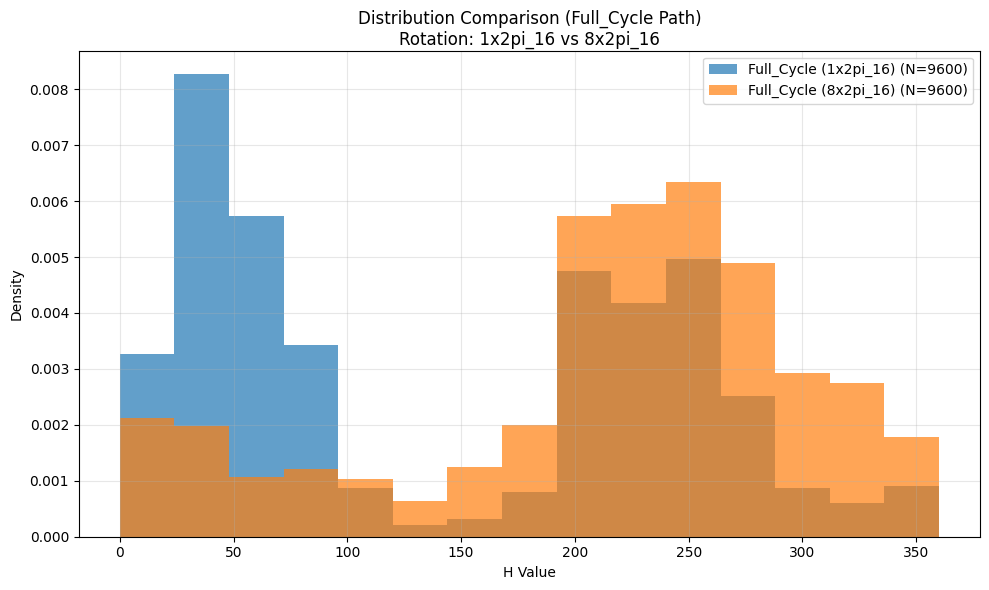 Distribution Comparison (Full_Cycle Path)
Rotation: 1x2pi_16 vs 8x2pi_16
Full_Cycle (1x2pi_16) (N=9600)
Full_Cycle (8x2pi_16) (N=9600)
Density
0.008
0.007
0.006
0.005
0.004
0.003
0.002
0.001
0.000
0 50 100 150 200 250 300 350
H Value